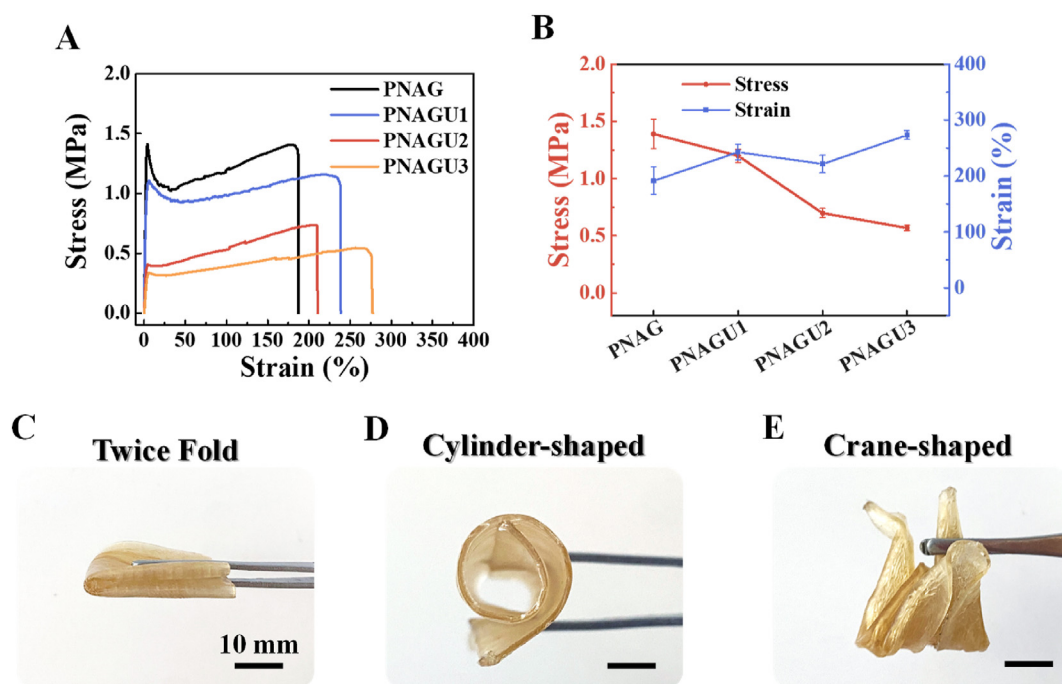 A
2.0
1.5
1.0
0.5
0.0
Stress (MPa)
PNAG
PNAGU1
PNAGU2
PNAGU3
0 50 100 150 200 250 300 350 400
Strain (%)
B
2.0
1.5
1.0
0.5
0.0
Stress (MPa)
Stress
Strain
400
300
200
100
0
Strain (%)
PNAG PNAGU1 PNAGU2 PNAGU3
C
Twice Fold
10 mm
D
Cylinder-shaped
E
Crane-shaped